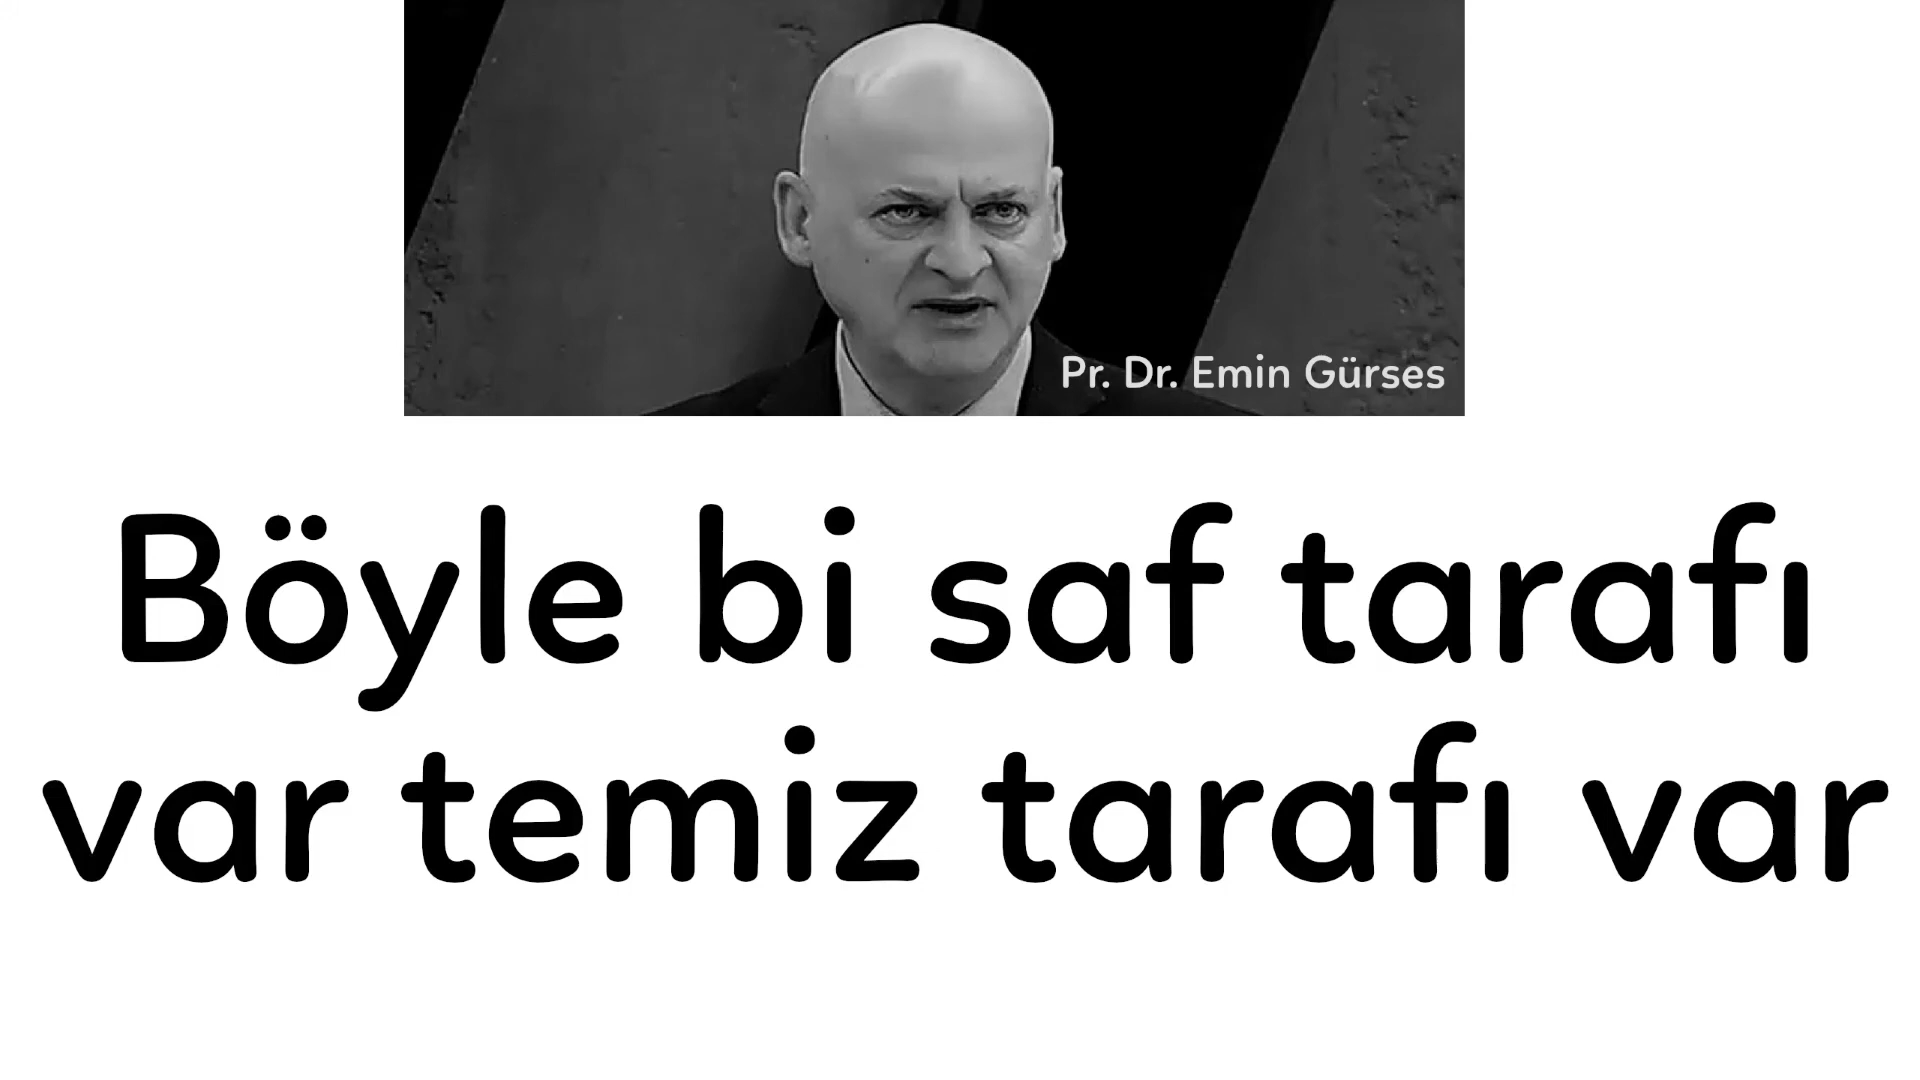 Pr. Dr. Emin Gürses
Böyle bi saf tarafı
var temiz tarafı var